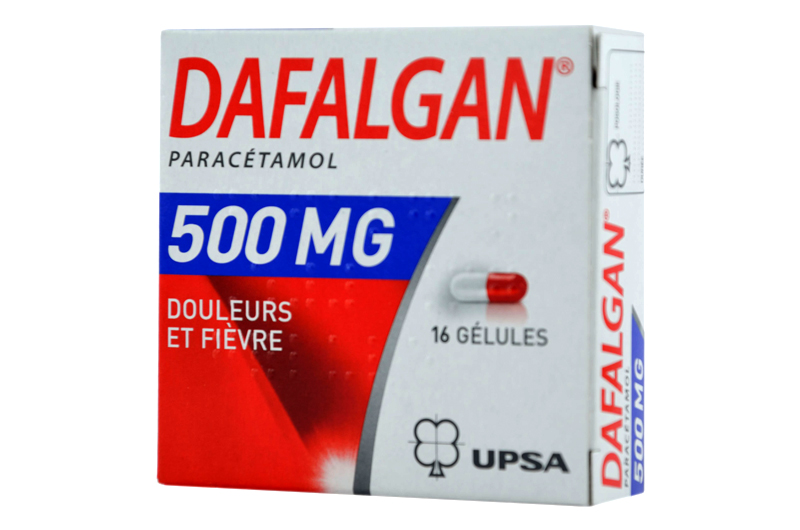 DAFALGAN®
PARACÉTAMOL
500 MG
DOULEURS
ET FIÈVRE
16 GÉLULES
UPSA
DAFALGAN®
PARACÉTAMOL
500 MG